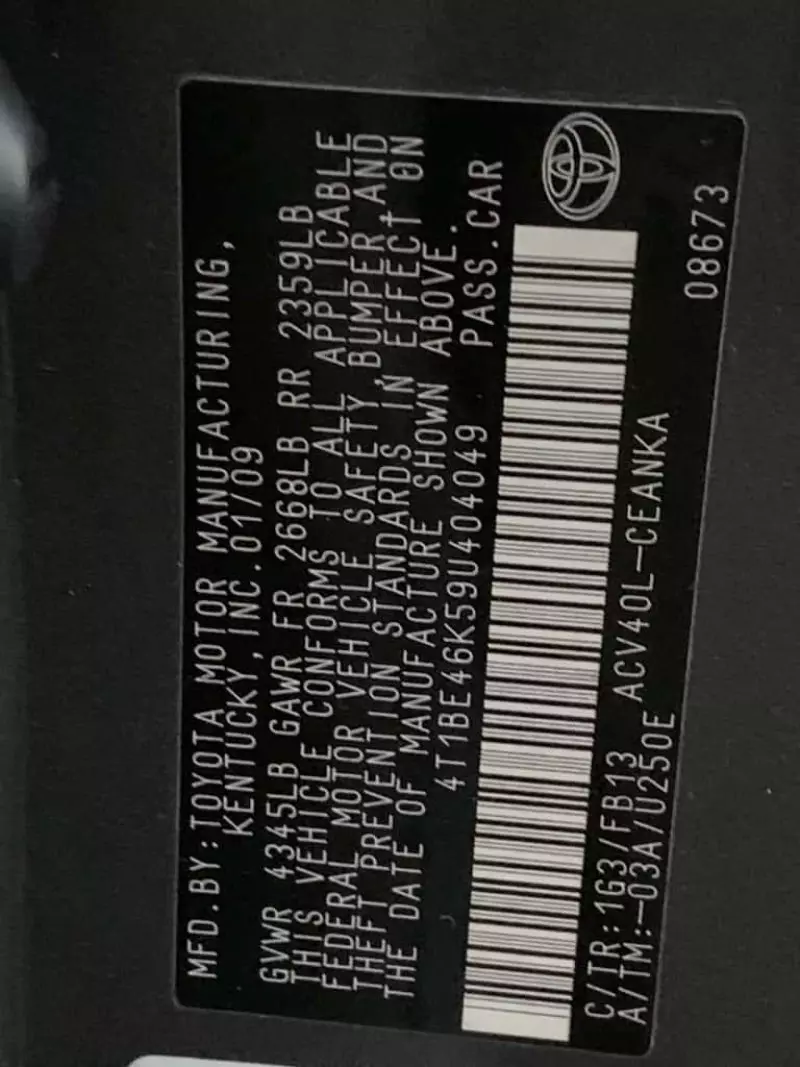 MFD.BY:TOYOTA MOTOR MANUFACTURING,
KENTUCKY,INC.01/09
GVWR 4345LB GAWR FR 2668LB RR 2359LB
THIS VEHICLE CONFORMS TO ALL APPLICABLE
FEDERAL MOTOR VEHICLE SAFETY,BUMPER,AND
THEFT PREVENTION STANDARDS IN EFFECT ON
THE DATE OF MANUFACTURE SHOWN ABOVE.
4T1BE46K59U404049 PASS.CAR
C/TR:1G3/FB13 ACV40L-CEANKA
A/TM:-03A/U250E
08673